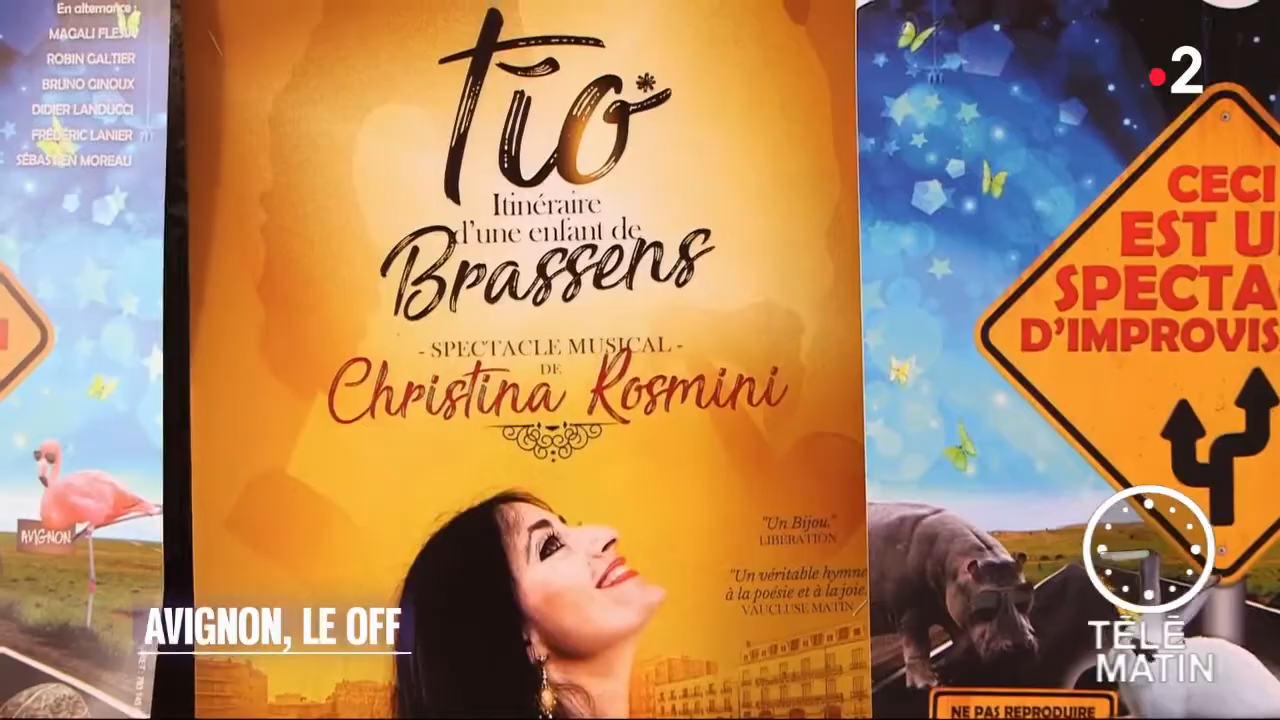 En alternance :
MAGALI FLESIA
ROBIN GALTIER
BRUNO GINOUX
DIDIER LANDUCCI
FRÉDÉRIC LANIER
SÉBASTIEN MOREAU
AVIGNON
tio*
Itinéraire
d'une enfant de
Brassens
- SPECTACLE MUSICAL -
DE
Christina Rosmini
"Un Bijou."
LIBÉRATION
"Un véritable hymne
à la poésie et à la joie.
VAUCLUSE MATIN
2
CECI
EST U
SPECTA
D'IMPROVIS
NE PAS REPRODUIRE
AVIGNON, LE OFF
TÉLÉ
MATIN